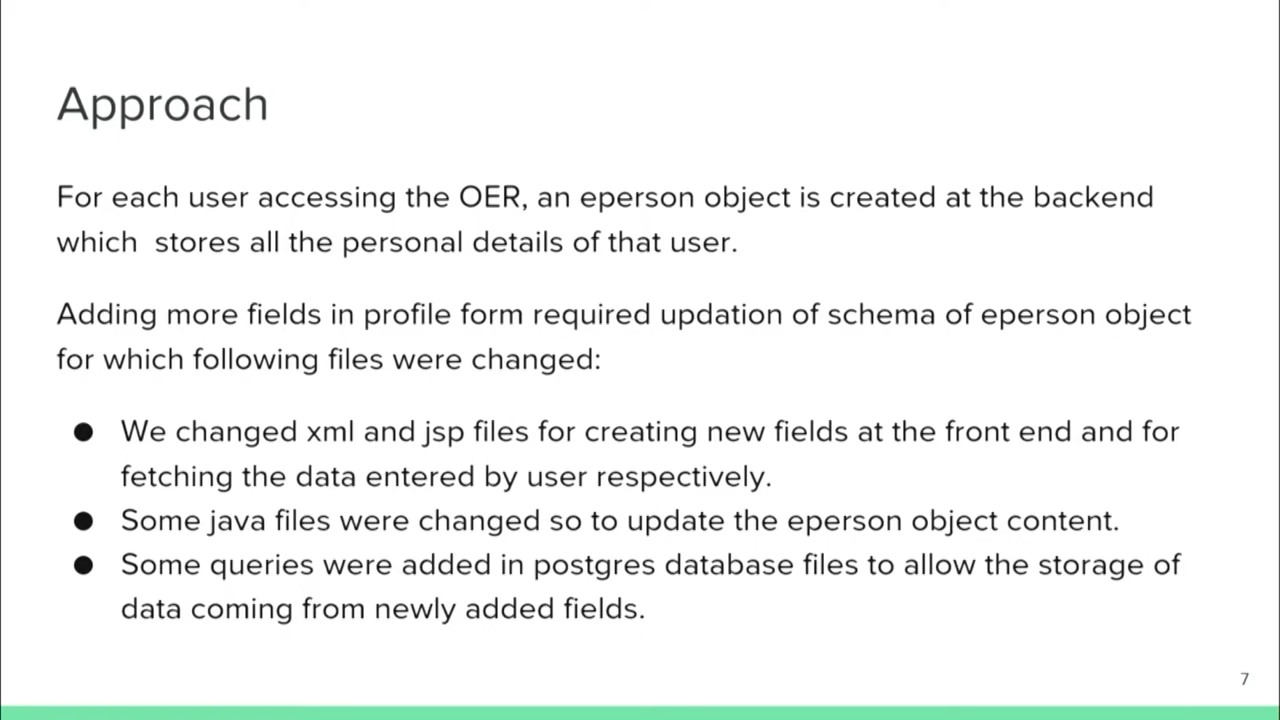 Approach
For each user accessing the OER, an eperson object is created at the backend
which  stores all the personal details of that user.
Adding more fields in profile form required updation of schema of eperson object
for which following files were changed:
● We changed xml and jsp files for creating new fields at the front end and for
fetching the data entered by user respectively.
● Some java files were changed so to update the eperson object content.
● Some queries were added in postgres database files to allow the storage of
data coming from newly added fields.
7